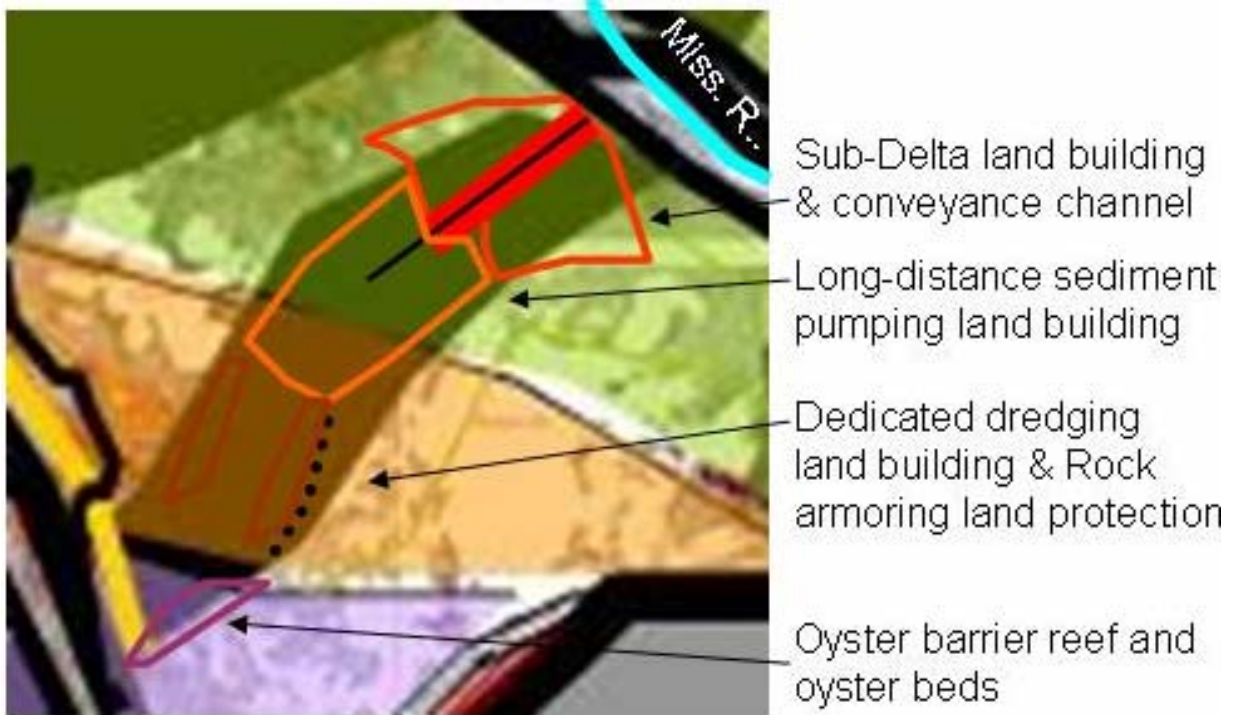 Miss. R..
Sub-Delta land building
& conveyance channel
Long-distance sediment
pumping land building
Dedicated dredging
land building & Rock
armoring land protection
Oyster barrier reef and
oyster beds